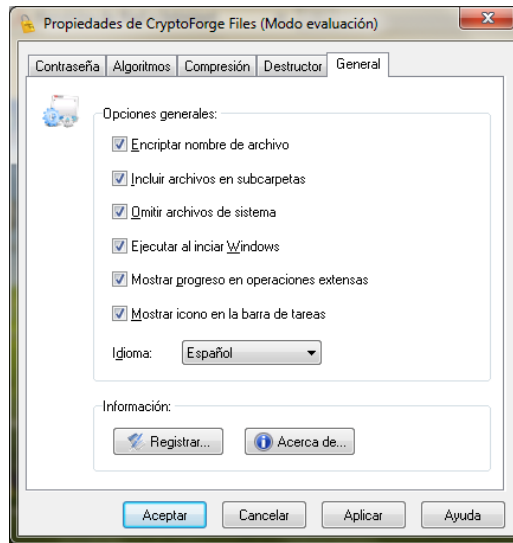 Propiedades de CryptoForge Files (Modo evaluación)
Contraseña Algoritmos Compresión Destructor General
Opciones generales:
Encriptar nombre de archivo
Incluir archivos en subcarpetas
Omitir archivos de sistema
Ejecutar al inciar Windows
Mostrar progreso en operaciones extensas
Mostrar icono en la barra de tareas
Idioma: Español
Información:
Registrar... Acerca de...
Aceptar Cancelar Aplicar Ayuda